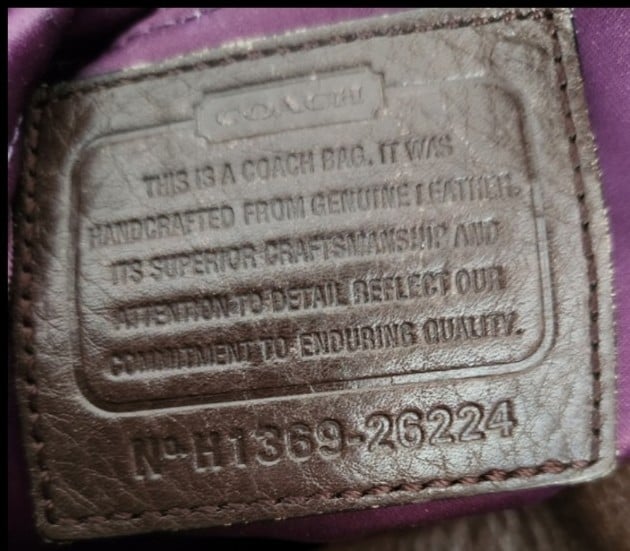 COACH
THIS IS A COACH BAG. IT WAS
HANDCRAFTED FROM GENUINE LEATHER.
ITS SUPERIOR CRAFTSMANSHIP AND
ATTENTION TO DETAIL REFLECT OUR
COMMITMENT TO ENDURING QUALITY.
Nº H1369-26224